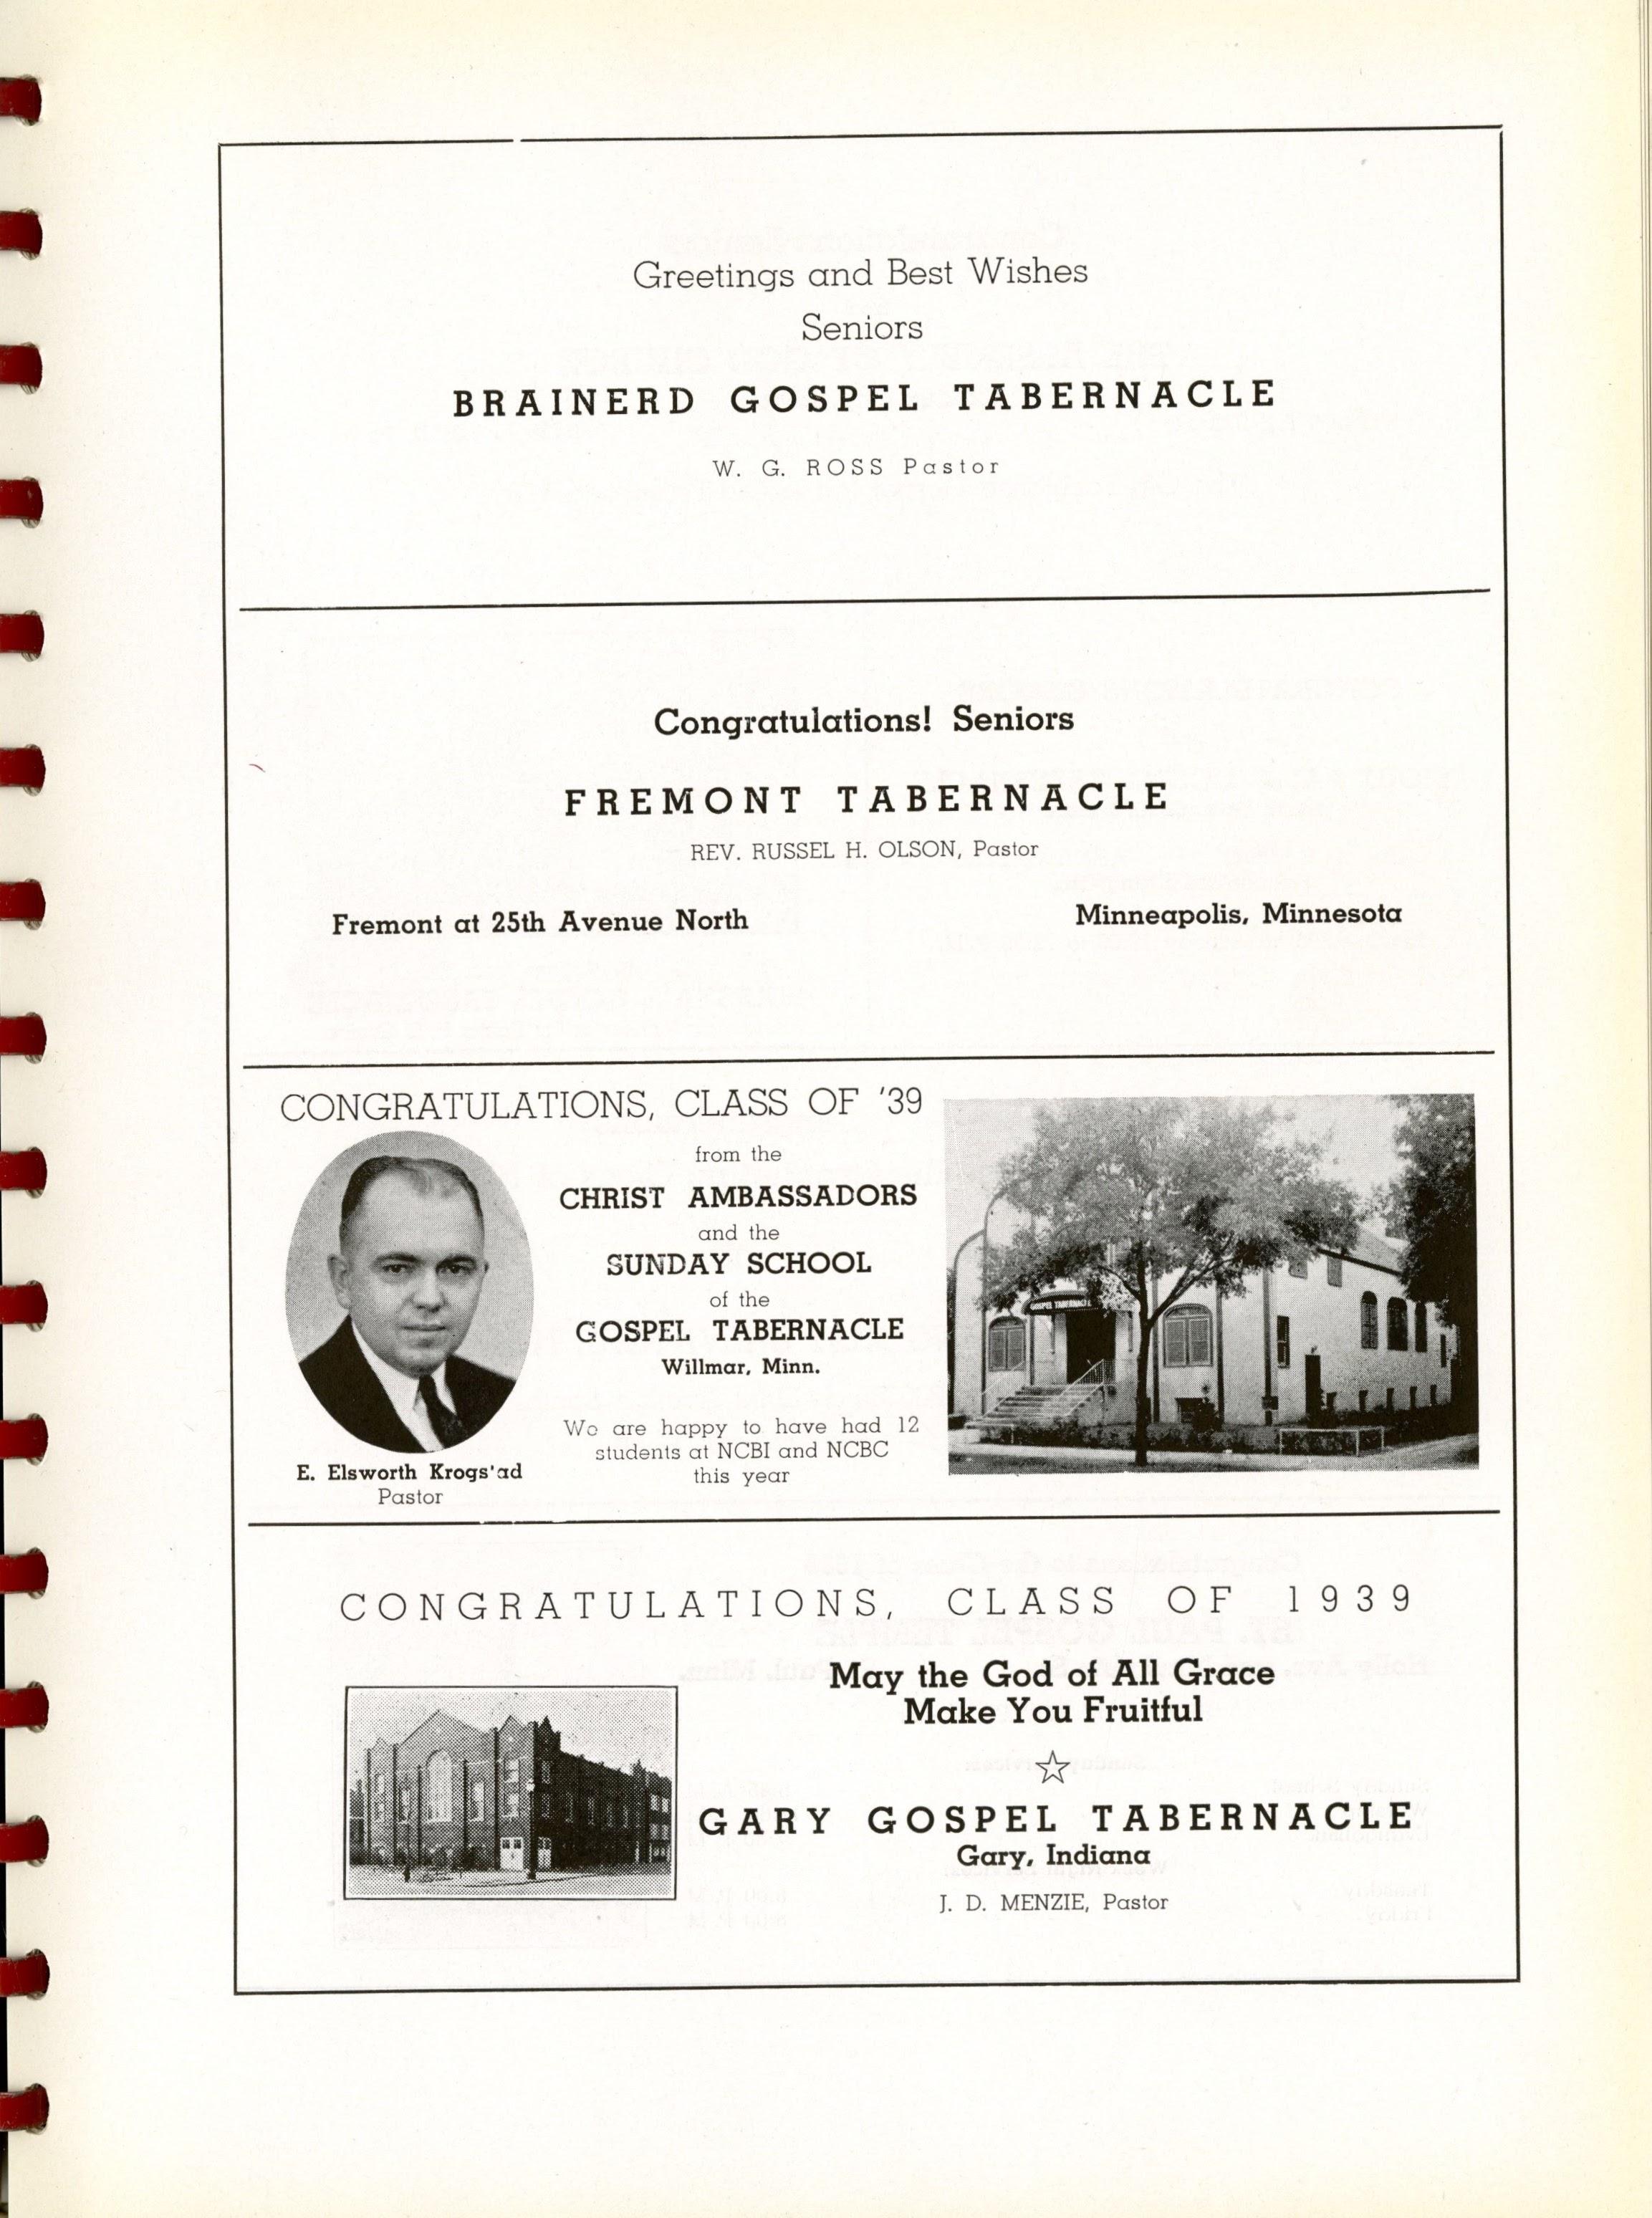 Greetings and Best Wishes
Seniors
BRAINERD GOSPEL TABERNACLE
W. G. ROSS Pastor
Congratulations! Seniors
FREMONT TABERNACLE
REV. RUSSEL H. OLSON, Pastor
Fremont at 25th Avenue North
Minneapolis, Minnesota
CONGRATULATIONS, CLASS OF '39
from the
CHRIST AMBASSADORS
and the
SUNDAY SCHOOL
of the
GOSPEL TABERNACLE
Willmar, Minn.
We are happy to have had 12
students at NCBI and NCBC
this year
E. Elsworth Krogs'ad
Pastor
GOSPEL TABERNACLE
CONGRATULATIONS, CLASS OF 1939
May the God of All Grace
Make You Fruitful
GARY GOSPEL TABERNACLE
Gary, Indiana
J. D. MENZIE, Pastor